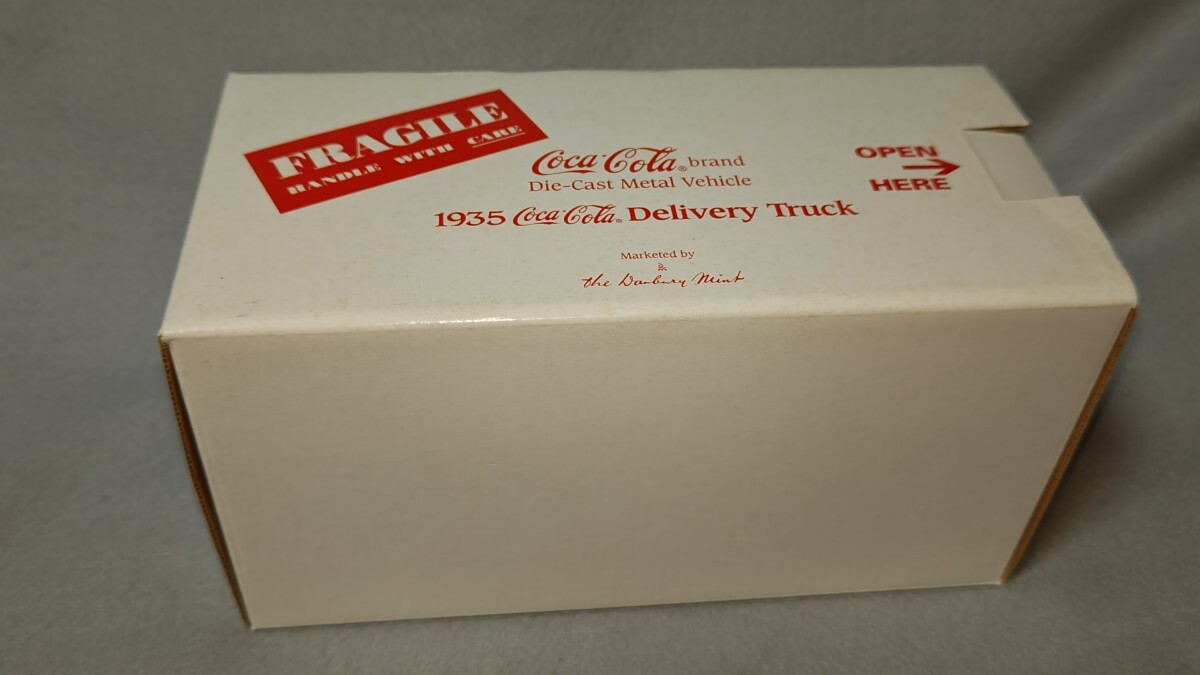 FRAGILE
HANDLE WITH CARE
Coca-Cola® brand
Die-Cast Metal Vehicle
1935 Coca-Cola® Delivery Truck
Marketed by
the Danbury Mint
OPEN
HERE